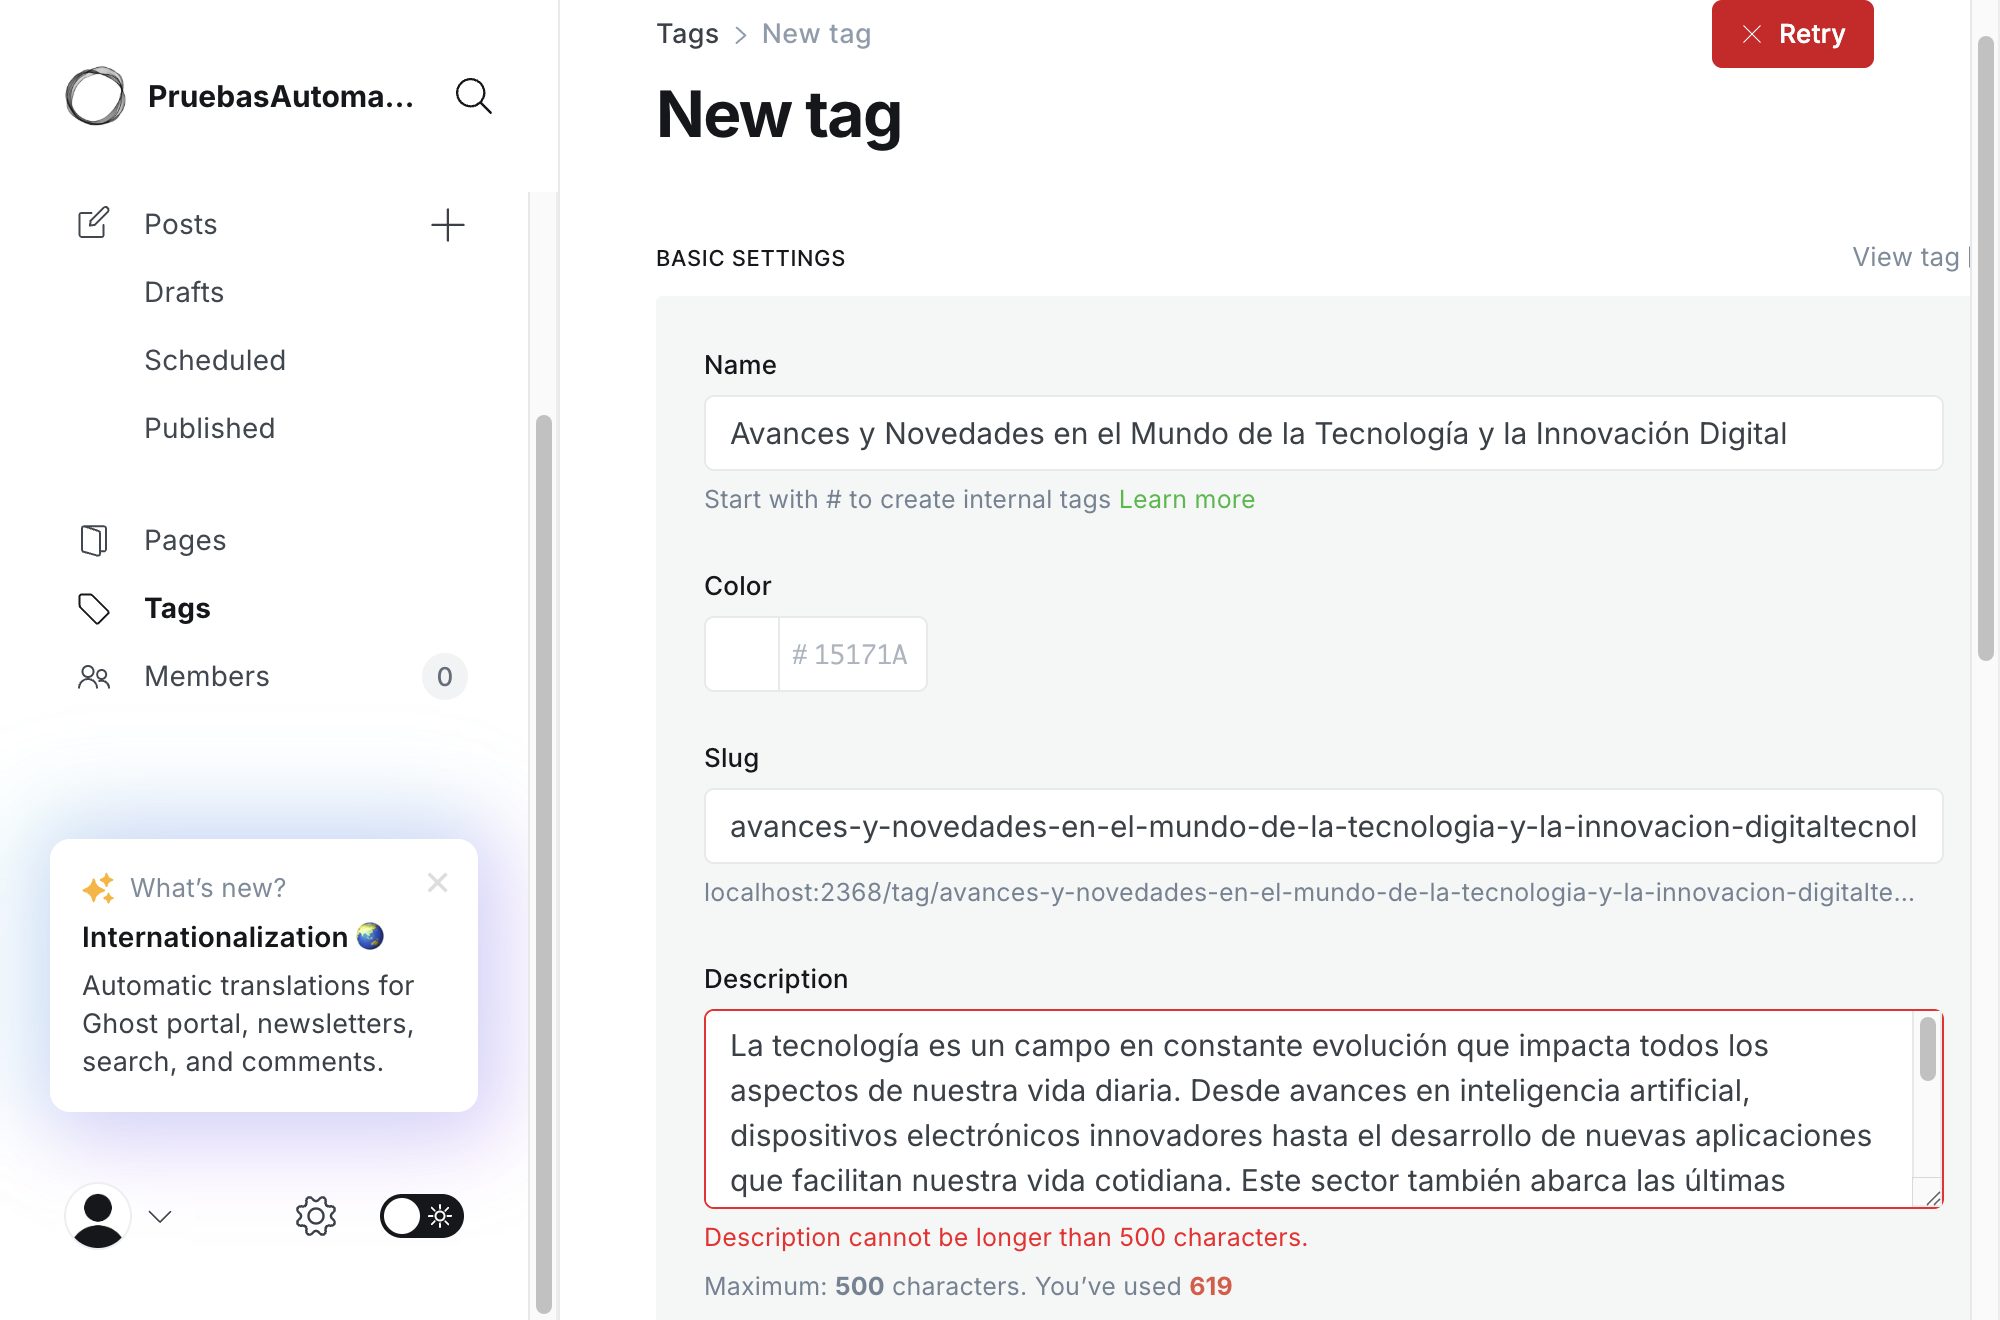 PruebasAutoma...
Posts
Drafts
Scheduled
Published
Pages
Tags
Members
0
What's new?
Internationalization 🌏
Automatic translations for
Ghost portal, newsletters,
search, and comments.
Tags > New tag
Retry
New tag
BASIC SETTINGS
View tag
Name
Avances y Novedades en el Mundo de la Tecnología y la Innovación Digital
Start with # to create internal tags Learn more
Color
# 15171A
Slug
avances-y-novedades-en-el-mundo-de-la-tecnologia-y-la-innovacion-digitaltecnol
localhost:2368/tag/avances-y-novedades-en-el-mundo-de-la-tecnologia-y-la-innovacion-digitalte...
Description
La tecnología es un campo en constante evolución que impacta todos los
aspectos de nuestra vida diaria. Desde avances en inteligencia artificial,
dispositivos electrónicos innovadores hasta el desarrollo de nuevas aplicaciones
que facilitan nuestra vida cotidiana. Este sector también abarca las últimas
Description cannot be longer than 500 characters.
Maximum: 500 characters. You've used 619